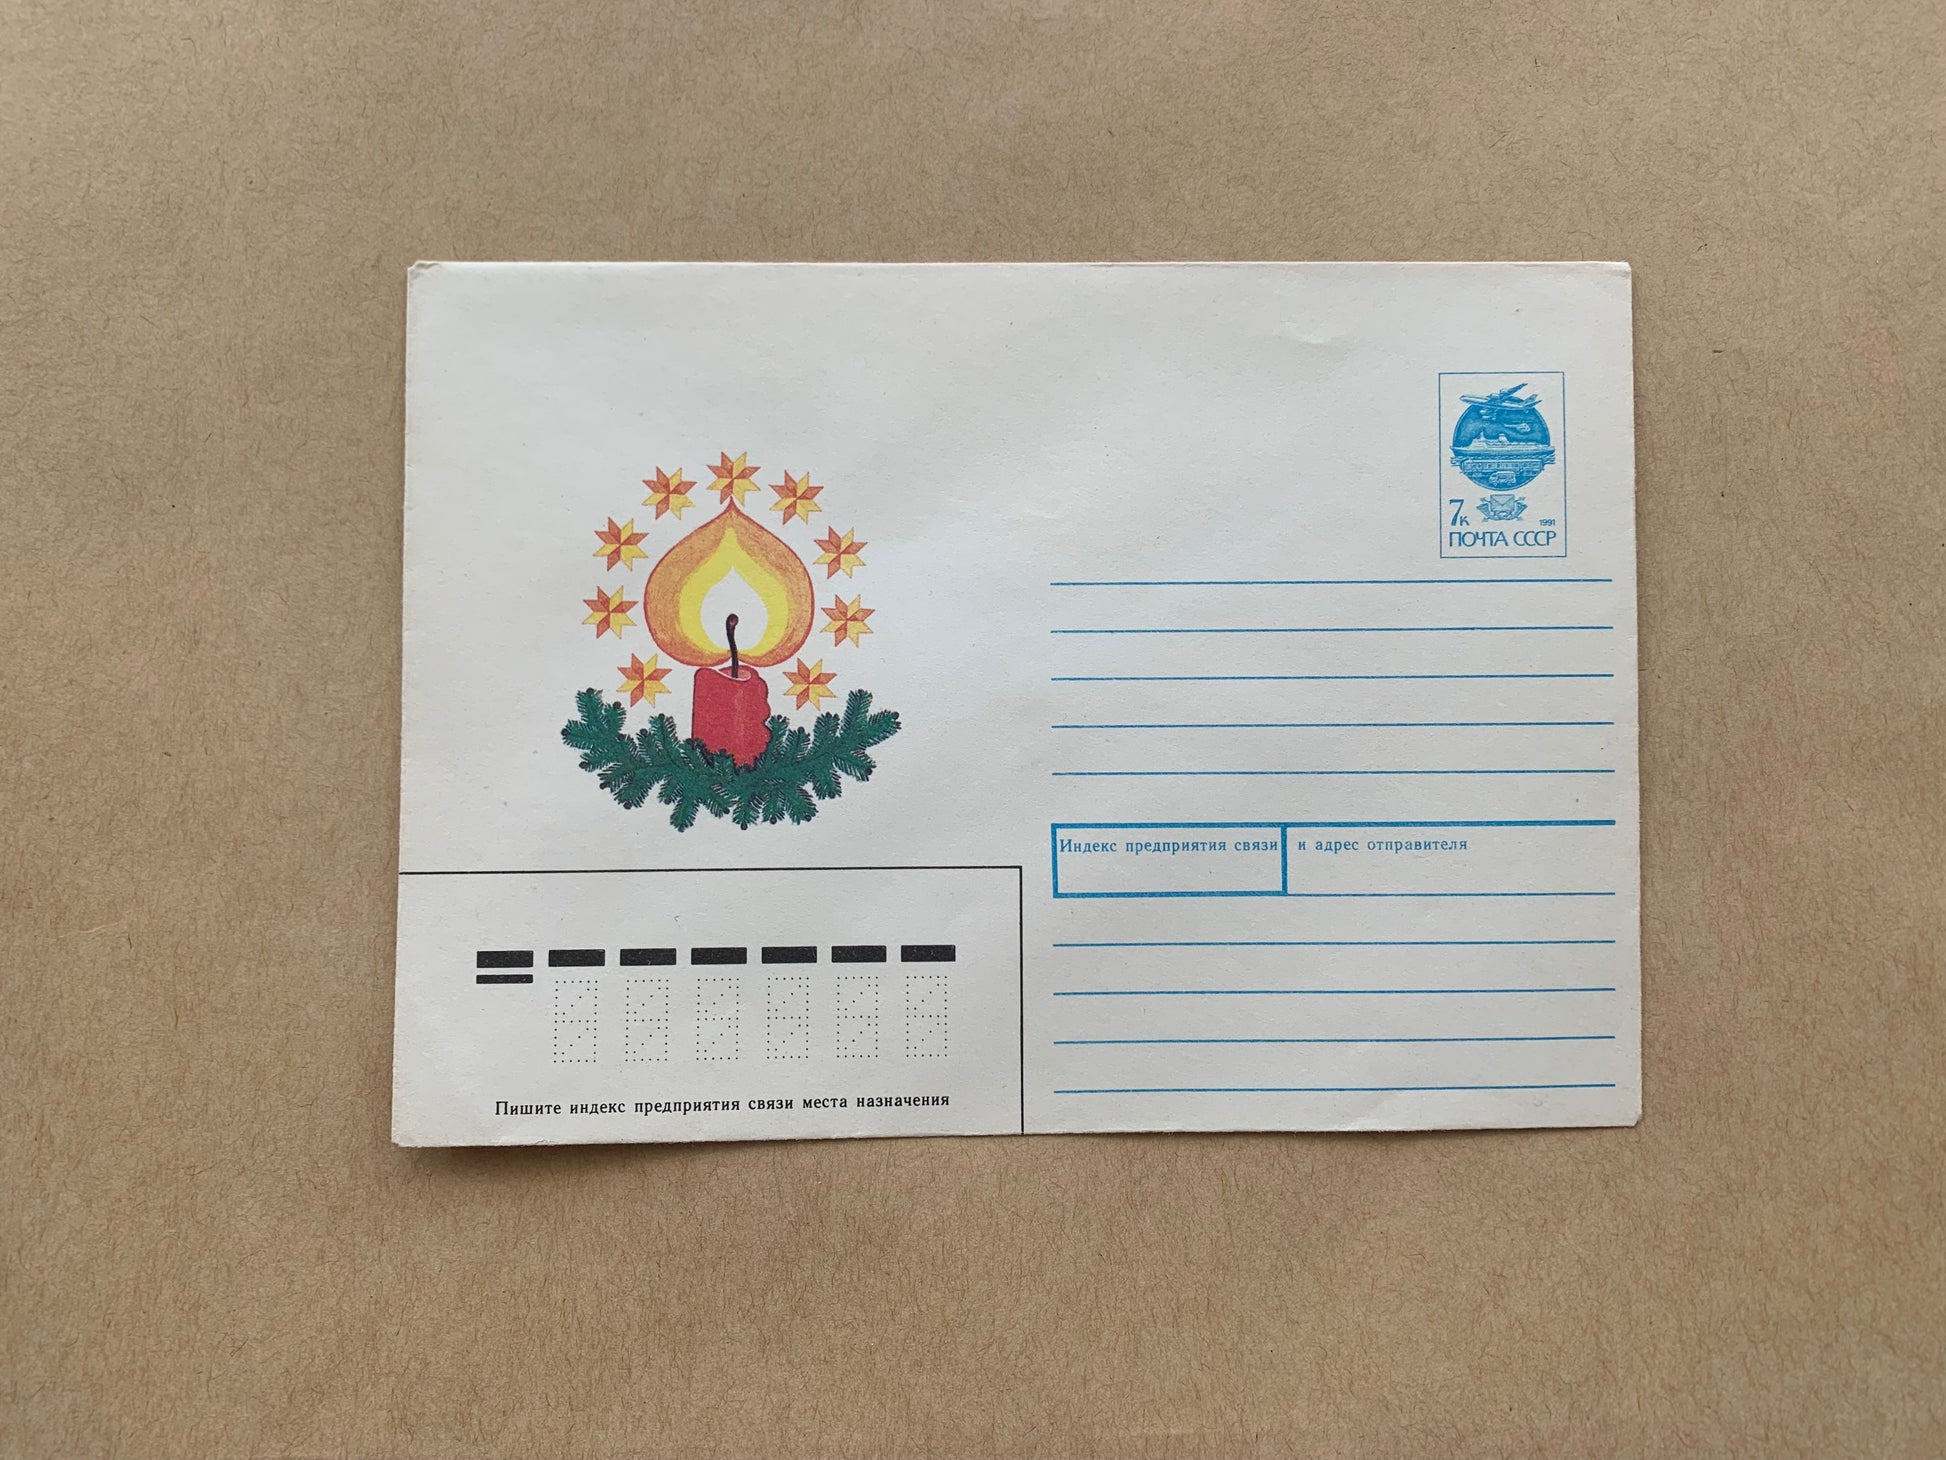 7к
1991
ПОЧТА СССР
Индекс предприятия связи и адрес отправителя
Пишите индекс предприятия связи места назначения